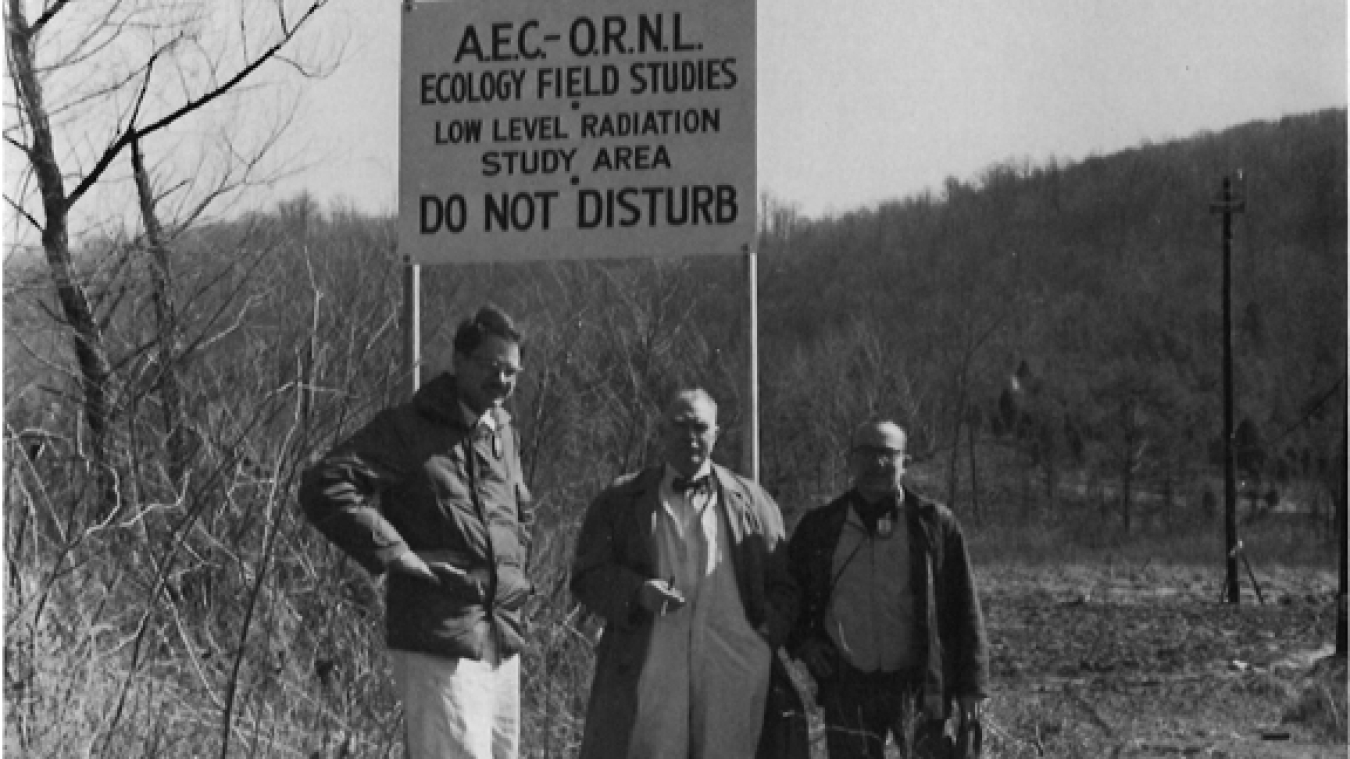 A.E.C.- O.R.N.L.
ECOLOGY FIELD STUDIES
•
LOW LEVEL RADIATION
STUDY AREA
•
DO NOT DISTURB